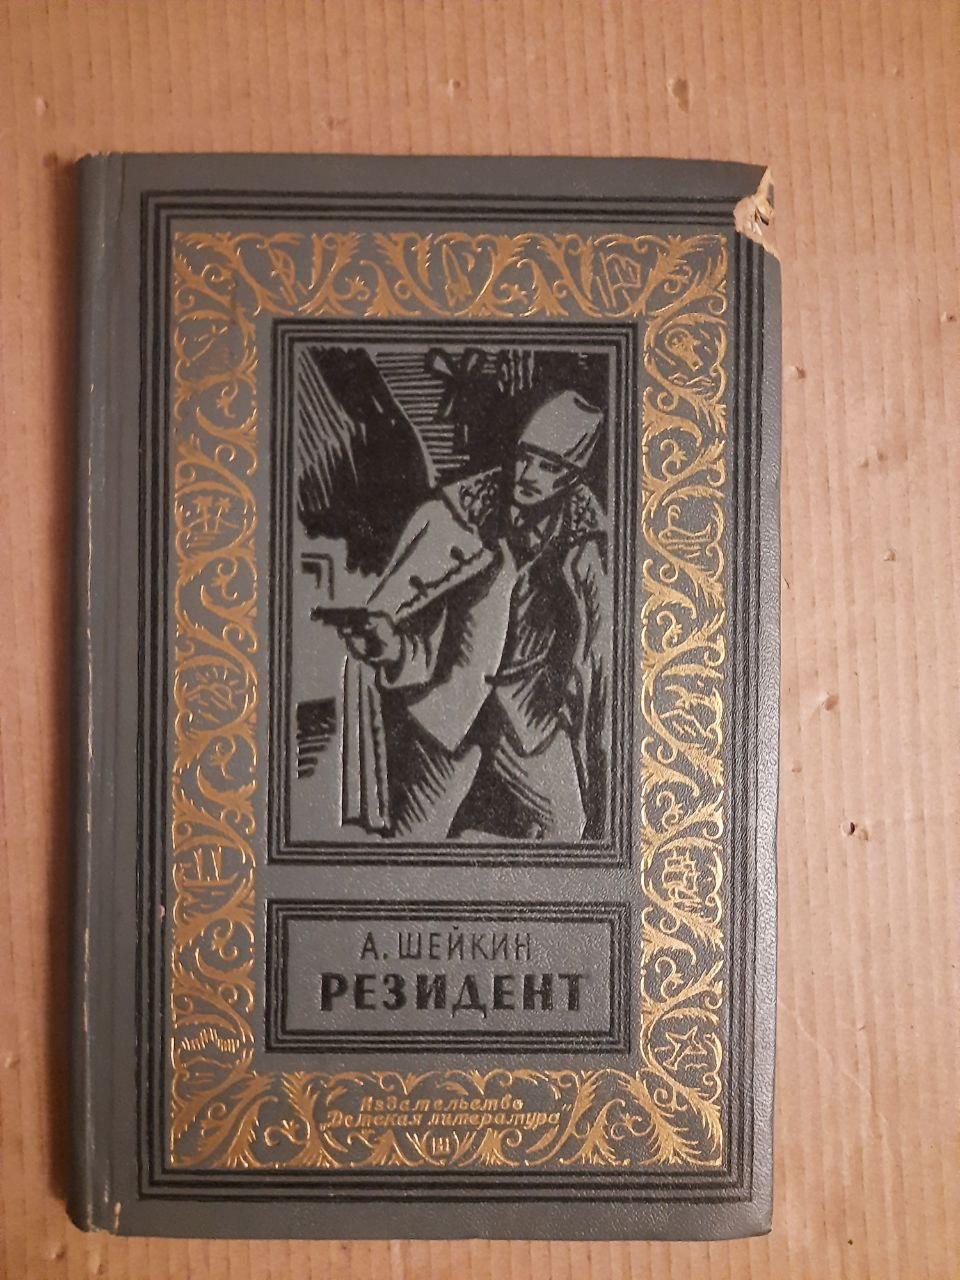 А. ШЕЙКИН
РЕЗИДЕНТ
Издательство
„Детская литература"